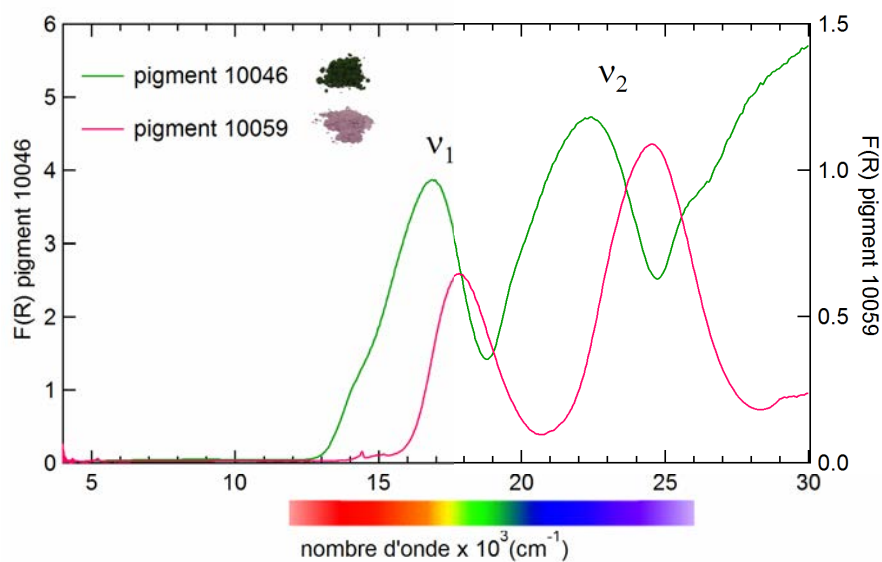 6
5
4
3
2
1
0
F(R) pigment 10046
pigment 10046
pigment 10059
ν1
ν2
1.5
1.0
0.5
0.0
F(R) pigment 10059
5 10 15 20 25 30
nombre d'onde x 10³(cm⁻¹)